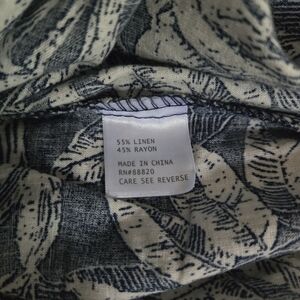 55% LINEN
45% RAYON
MADE IN CHINA
RN#88820
CARE SEE REVERSE